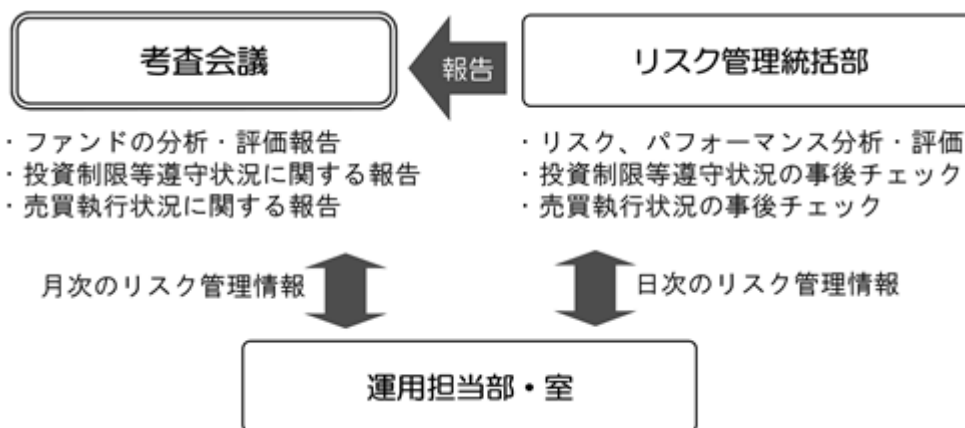 考査会議
報告
リスク管理統括部
・ファンドの分析・評価報告
・投資制限等遵守状況に関する報告
・売買執行状況に関する報告
・リスク、パフォーマンス分析・評価
・投資制限等遵守状況の事後チェック
・売買執行状況の事後チェック
月次のリスク管理情報
日次のリスク管理情報
運用担当部・室